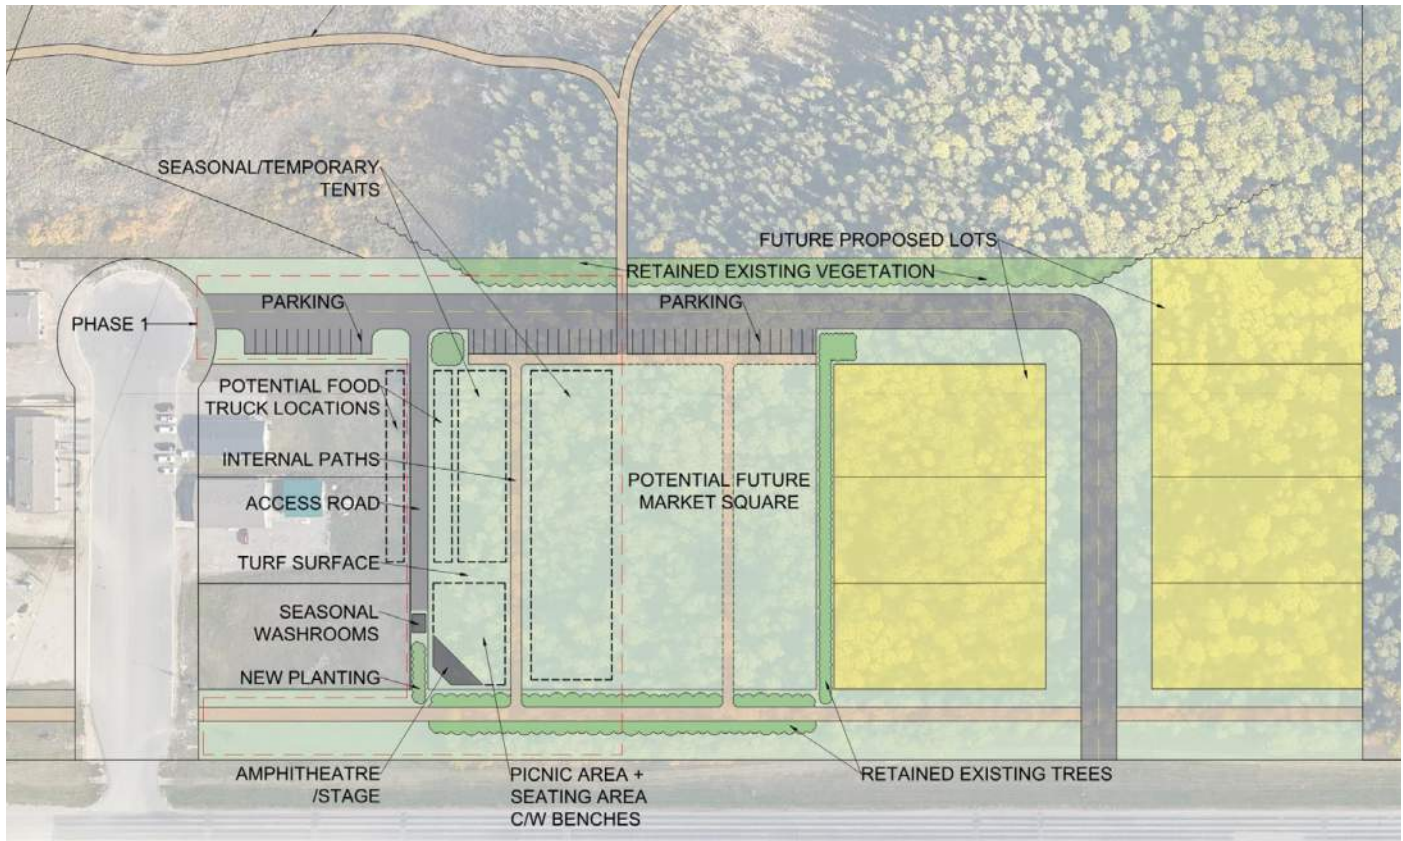 SEASONAL/TEMPORARY
TENTS
FUTURE PROPOSED LOTS
RETAINED EXISTING VEGETATION
PARKING
PARKING
PHASE 1
POTENTIAL FOOD
TRUCK LOCATIONS
INTERNAL PATHS
POTENTIAL FUTURE
MARKET SQUARE
ACCESS ROAD
TURF SURFACE
SEASONAL
WASHROOMS
NEW PLANTING
AMPHITHEATRE
/STAGE
PICNIC AREA +
SEATING AREA
C/W BENCHES
RETAINED EXISTING TREES